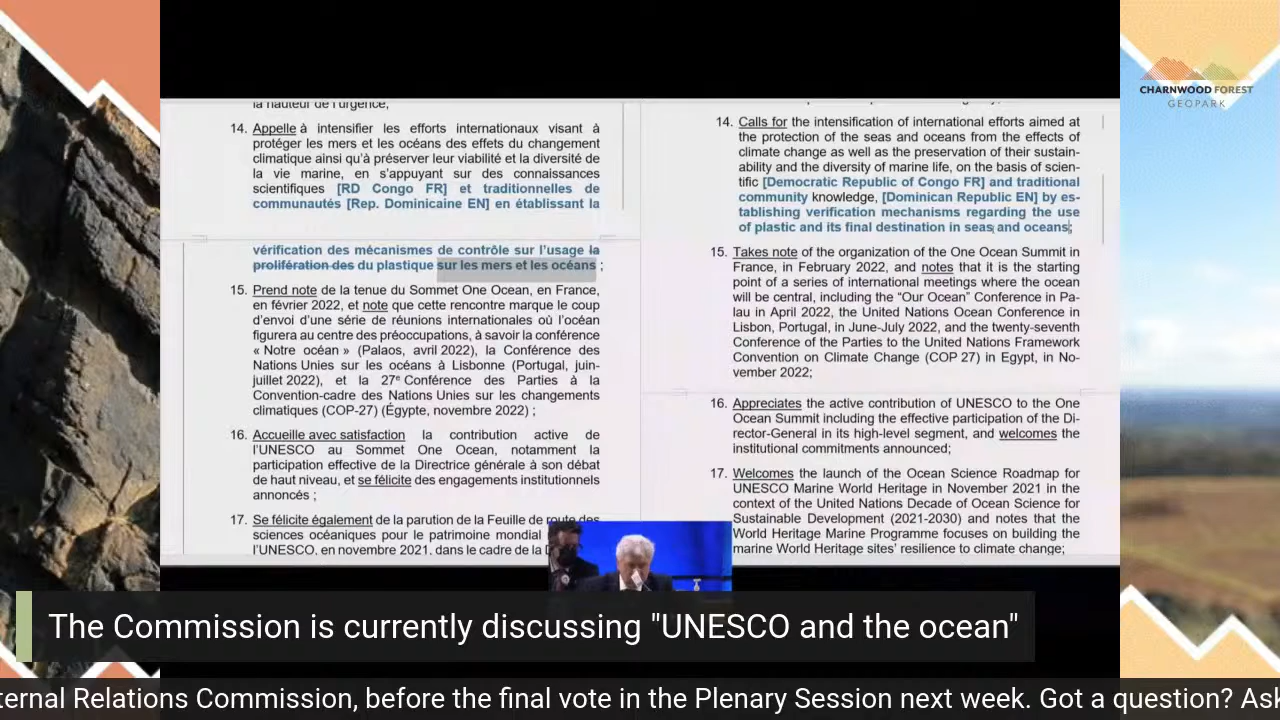 la hauteur de l'urgence,
14. Appelle à intensifier les efforts internationaux visant à
protéger les mers et les océans des effets du changement
climatique ainsi qu'à préserver leur viabilité et la diversité de
la vie marine, en s'appuyant sur des connaissances
scientifiques [RD Congo FR] et traditionnelles de
communautés [Rep. Dominicaine EN] en établissant la
vérification des mécanismes de contrôle sur l'usage la
prolifération des du plastique sur les mers et les océans ;
15. Prend note de la tenue du Sommet One Ocean, en France,
en février 2022, et note que cette rencontre marque le coup
d'envoi d'une série de réunions internationales où l'océan
figurera au centre des préoccupations, à savoir la conférence
« Notre océan » (Palaos, avril 2022), la Conférence des
Nations Unies sur les océans à Lisbonne (Portugal, juin-
juillet 2022), et la 27e Conférence des Parties à la
Convention-cadre des Nations Unies sur les changements
climatiques (COP-27) (Égypte, novembre 2022) ;
16. Accueille avec satisfaction la contribution active de
l'UNESCO au Sommet One Ocean, notamment la
participation effective de la Directrice générale à son débat
de haut niveau, et se félicite des engagements institutionnels
annoncés ;
17. Se félicite également de la parution de la Feuille de route des
sciences océaniques pour le patrimoine mondial
l'UNESCO, en novembre 2021, dans le cadre de la
14. Calls for the intensification of international efforts aimed at
the protection of the seas and oceans from the effects of
climate change as well as the preservation of their sustain-
ability and the diversity of marine life, on the basis of scien-
tific [Democratic Republic of Congo FR] and traditional
community knowledge, [Dominican Republic EN] by es-
tablishing verification mechanisms regarding the use
of plastic and its final destination in seas and oceans;
15. Takes note of the organization of the One Ocean Summit in
France, in February 2022, and notes that it is the starting
point of a series of international meetings where the ocean
will be central, including the "Our Ocean" Conference in Pa-
lau in April 2022, the United Nations Ocean Conference in
Lisbon, Portugal, in June-July 2022, and the twenty-seventh
Conference of the Parties to the United Nations Framework
Convention on Climate Change (COP 27) in Egypt, in No-
vember 2022;
16. Appreciates the active contribution of UNESCO to the One
Ocean Summit including the effective participation of the Di-
rector-General in its high-level segment, and welcomes the
institutional commitments announced;
17. Welcomes the launch of the Ocean Science Roadmap for
UNESCO Marine World Heritage in November 2021 in the
context of the United Nations Decade of Ocean Science for
Sustainable Development (2021-2030) and notes that the
World Heritage Marine Programme focuses on building the
marine World Heritage sites' resilience to climate change;
CHARNWOOD FOREST
GEOPARK
The Commission is currently discussing "UNESCO and the ocean"
ternal Relations Commission, before the final vote in the Plenary Session next week. Got a question? Ask